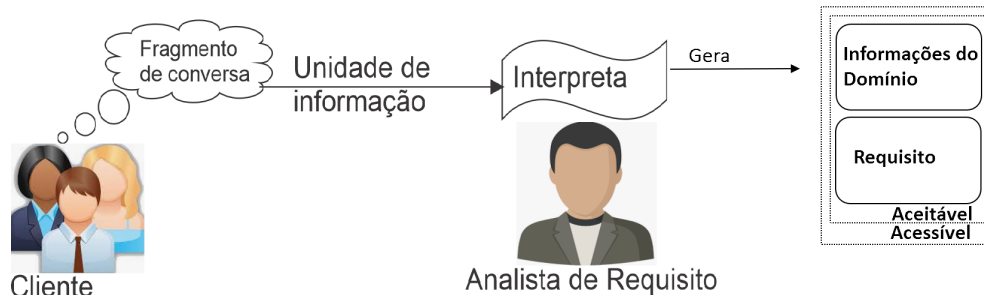 Fragmento
de conversa
Unidade de
informação
Interpreta
Gera
Informações do
Domínio
Requisito
Aceitável
Acessível
Cliente
Analista de Requisito